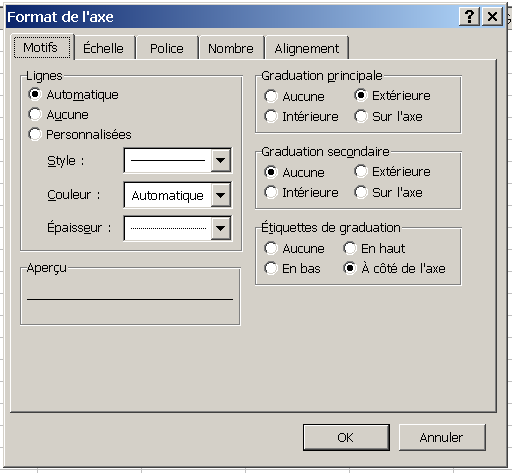 Format de l'axe
Motifs Échelle Police Nombre Alignement
Lignes
Automatique
Aucune
Personnalisées
Style :
Couleur : Automatique
Épaisseur :
Aperçu
Graduation principale
Aucune Extérieure
Intérieure Sur l'axe
Graduation secondaire
Aucune Extérieure
Intérieure Sur l'axe
Étiquettes de graduation
Aucune En haut
En bas À côté de l'axe
OK Annuler